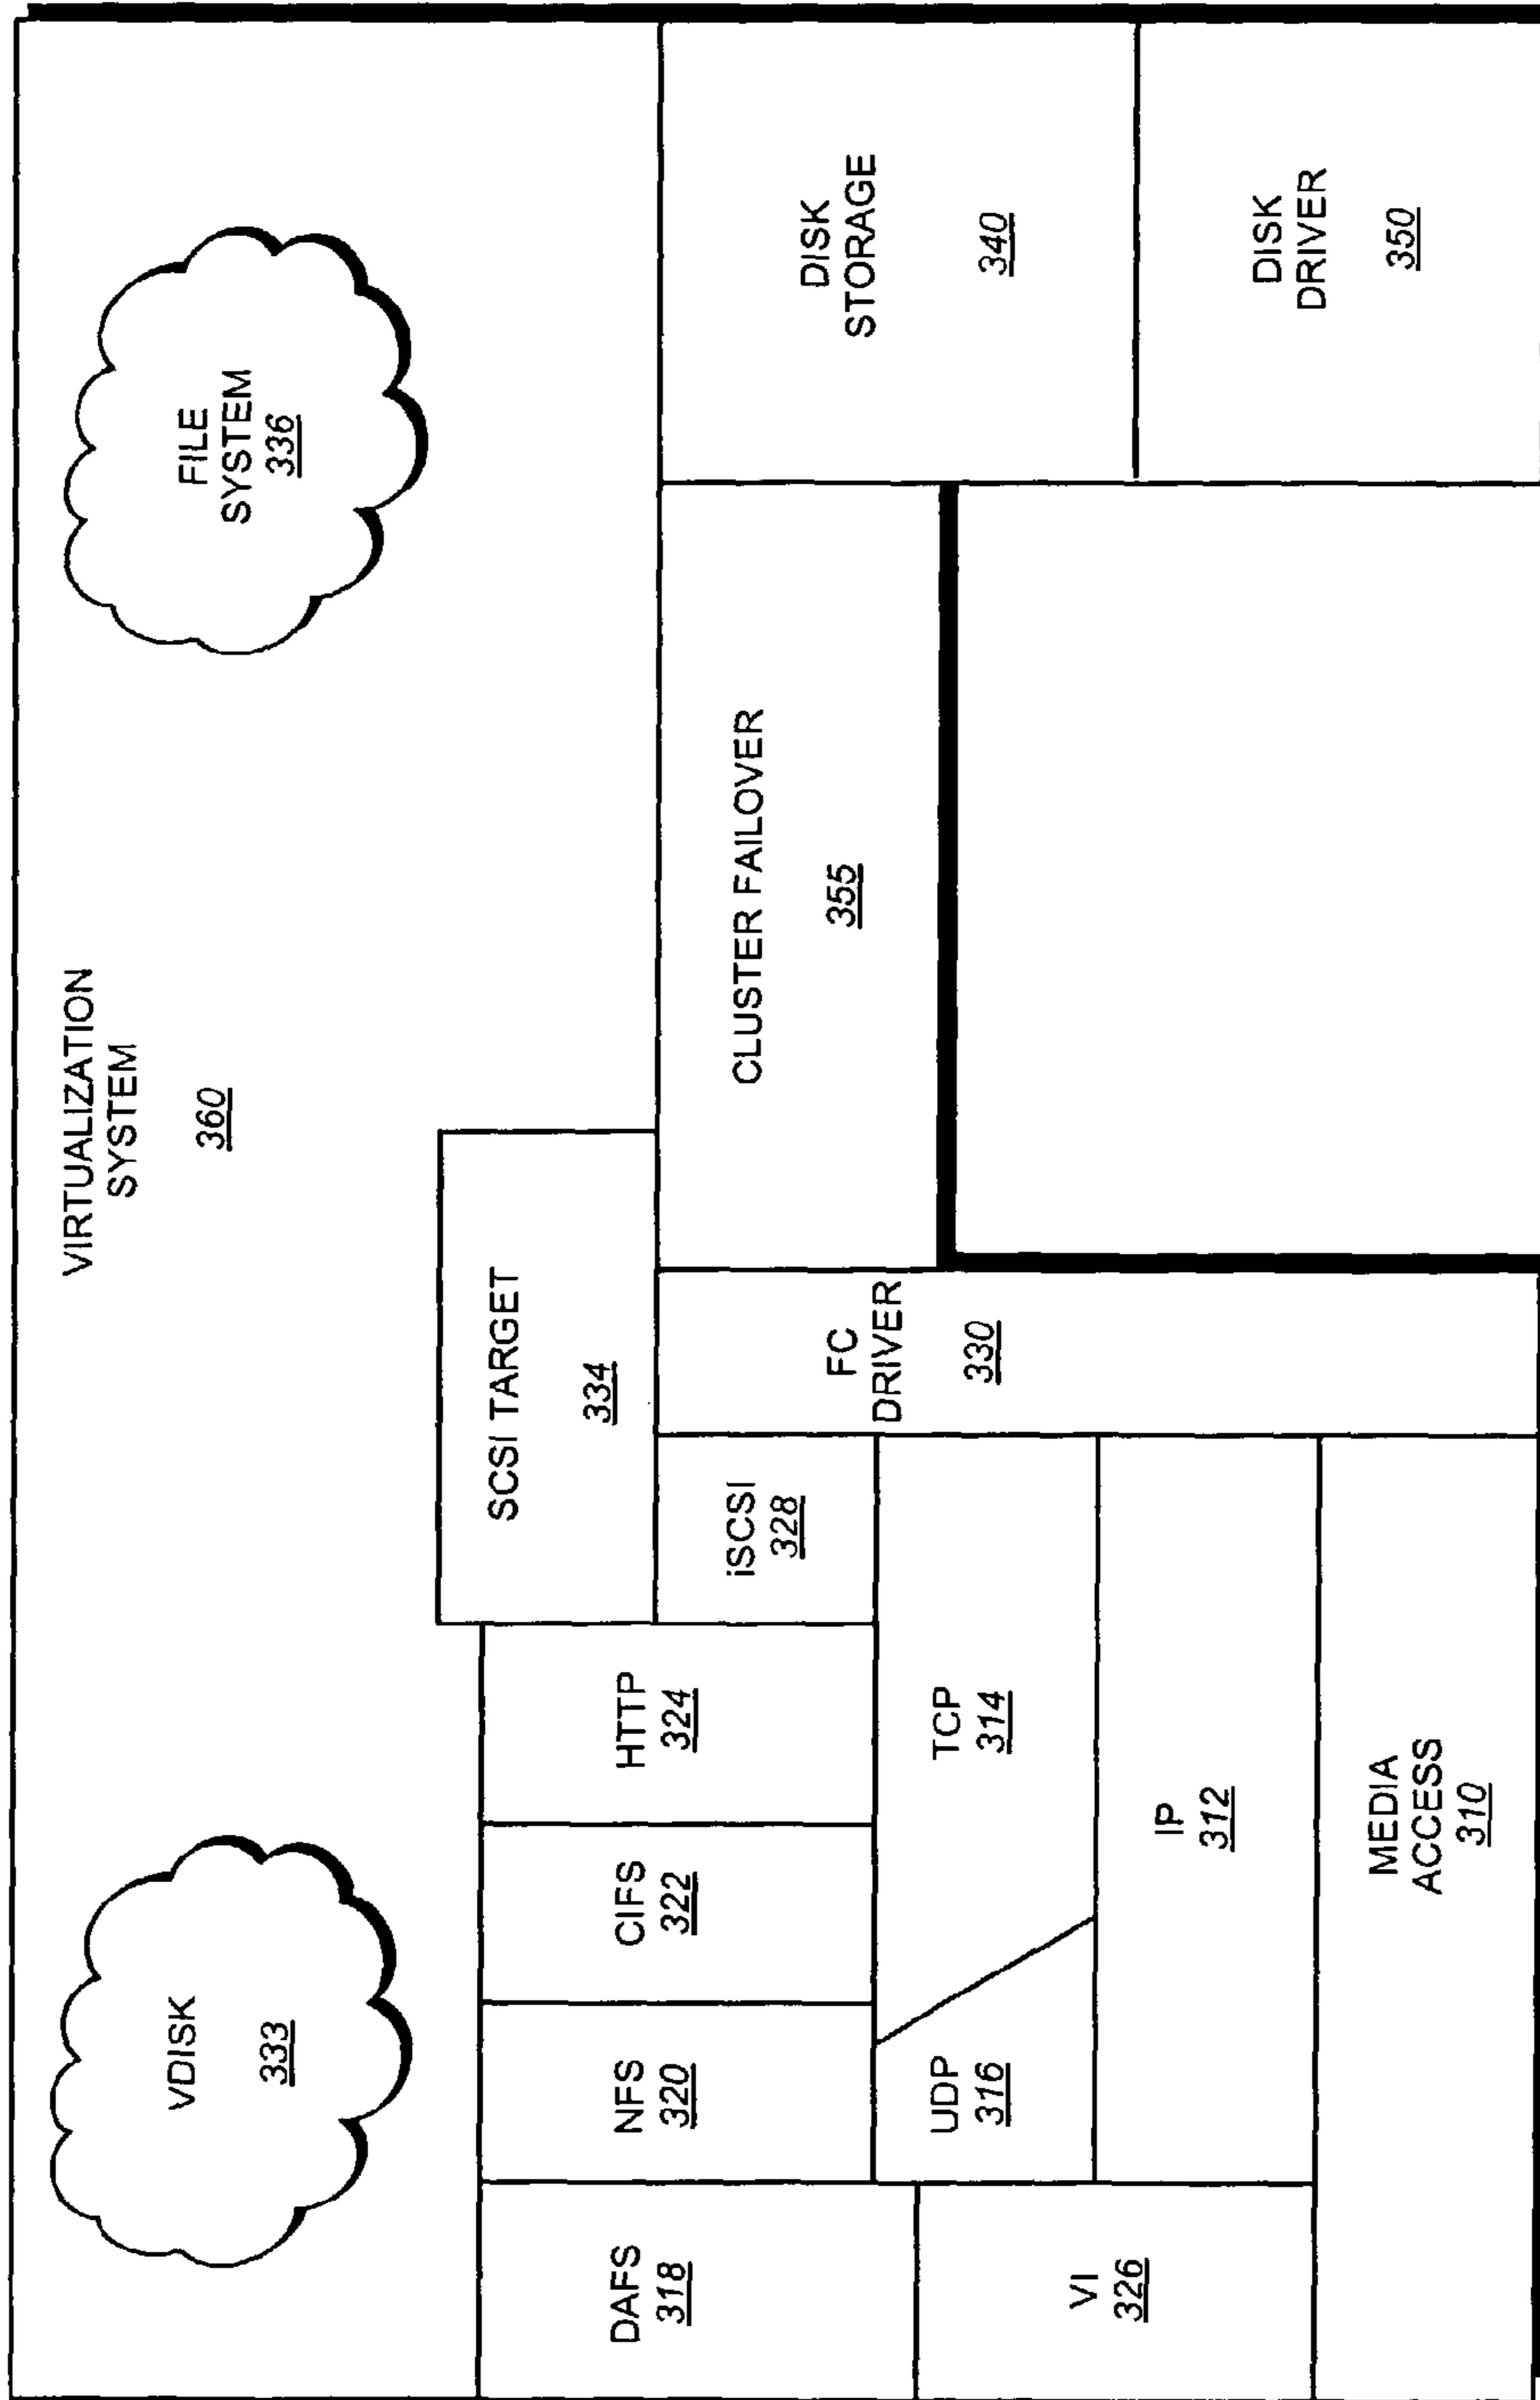 VIRTUALIZATION
SYSTEM
360
VDISK
333
FILE
SYSTEM
336
SCSI TARGET
334
DAFS
318
NFS
320
CIFS
322
HTTP
324
iSCSI
328
FC
DRIVER
330
CLUSTER FAILOVER
355
DISK
STORAGE
340
VI
326
UDP
316
TCP
314
IP
312
MEDIA
ACCESS
310
DISK
DRIVER
350